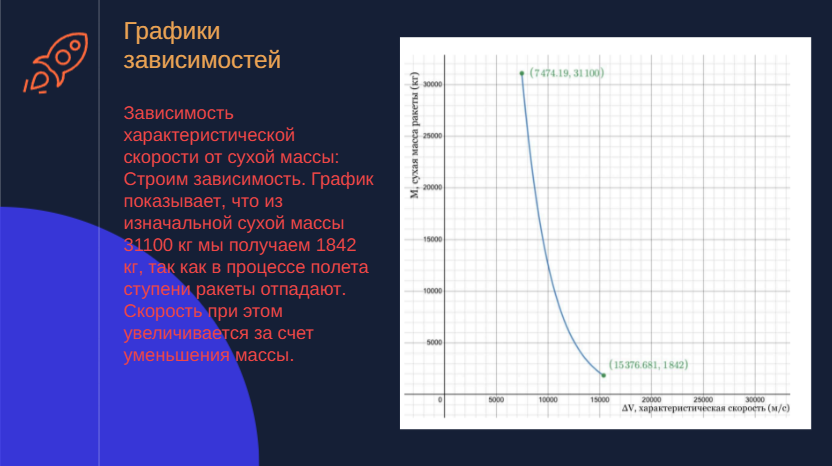 Графики
зависимостей
Зависимость
характеристической
скорости от сухой массы:
Строим зависимость. График
показывает, что из
изначальной сухой массы
31100 кг мы получаем 1842
кг, так как в процессе полета
ступени ракеты отпадают.
Скорость при этом
увеличивается за счет
уменьшения массы.
M, сухая масса ракеты (кг)
30000
25000
20000
15000
10000
5000
(7474.19, 31100)
(15376.681, 1842)
0 5000 10000 15000 20000 25000 30000
ΔV, характеристическая скорость (м/с)